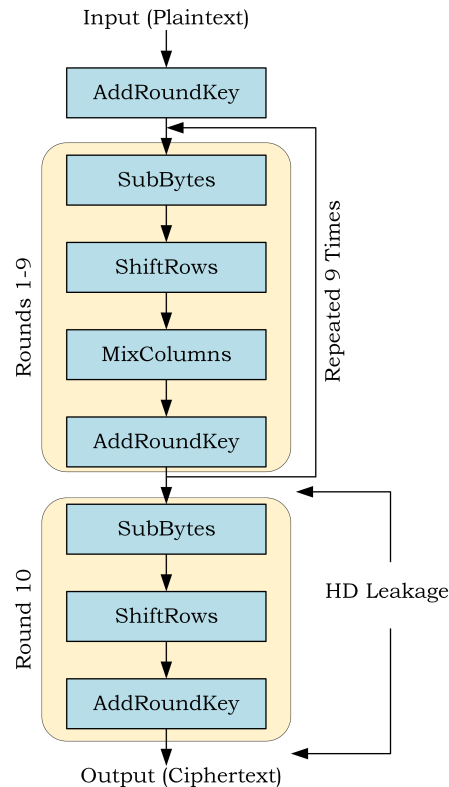 Input (Plaintext)
AddRoundKey
SubBytes
ShiftRows
MixColumns
AddRoundKey
Rounds 1-9
Repeated 9 Times
SubBytes
ShiftRows
AddRoundKey
Round 10
HD Leakage
Output (Ciphertext)